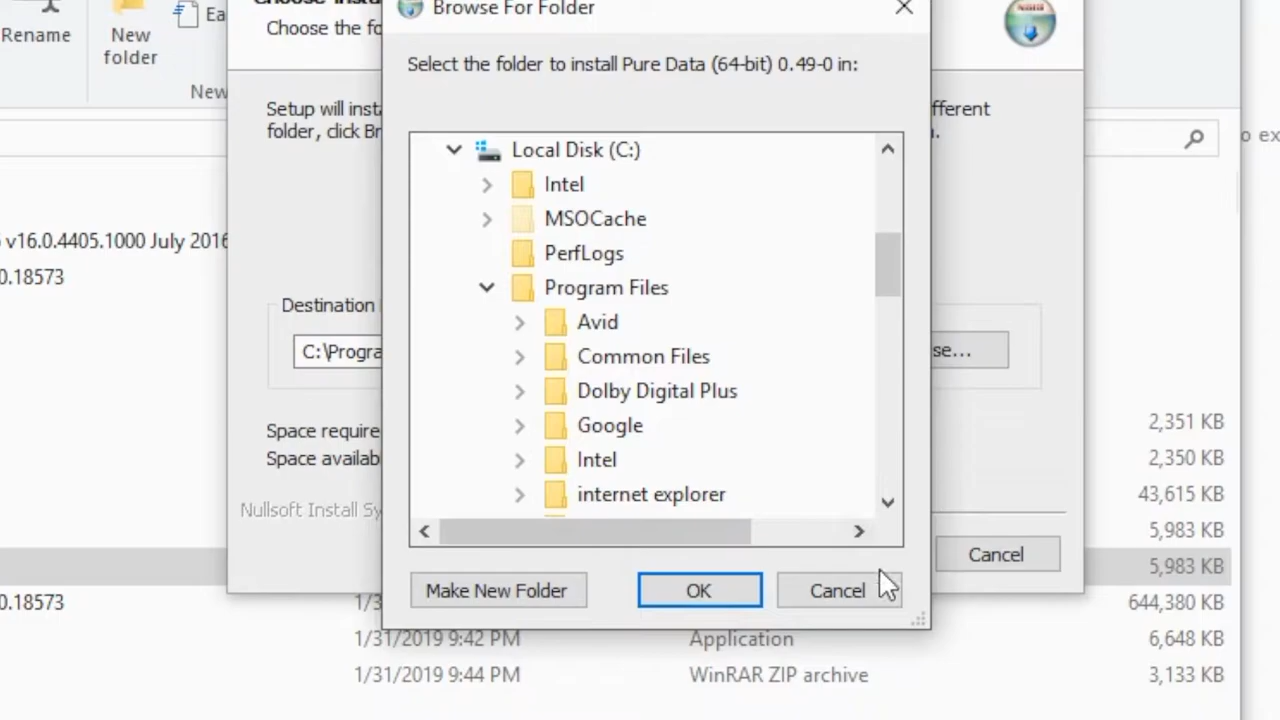 Rename
New
folder
Ea
New
Choose the fo
Browse For Folder
Select the folder to install Pure Data (64-bit) 0.49-0 in:
Setup will insta
fferent
folder, click Br
o ex
Local Disk (C:)
Intel
MSOCache
PerfLogs
Program Files
Avid
Common Files
Dolby Digital Plus
Google
Intel
internet explorer
v16.0.4405.1000 July 2016
0.18573
Destination
C:\Progra
se...
Space require
Space availab
Nullsoft Install Sy
Make New Folder
OK
Cancel
Cancel
2,351 KB
2,350 KB
43,615 KB
5,983 KB
5,983 KB
0.18573
1/3
644,380 KB
1/31/2019 9:42 PM
Application
6,648 KB
1/31/2019 9:44 PM
WinRAR ZIP archive
3,133 KB